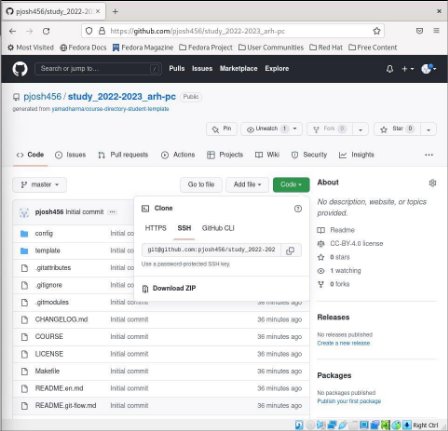 pjosh456/study_2022-20
https://github.com/pjosh456/study_2022-2023_arh-pc
Most Visited Fedora Docs Fedora Magazine Fedora Project User Communities Red Hat Free Content
Search or jump to... / Pulls Issues Marketplace Explore
pjosh456 / study_2022-2023_arh-pc Public
generated from yamadharma/course-directory-student-template
Pin Unwatch 1 Fork 0 Star 0
Code Issues Pull requests Actions Projects Wiki Security Insights
master Go to file Add file Code
pjosh456 Initial commit
config Initial co
template Initial co
.gitattributes Initial co
.gitignore Initial co
.gitmodules Initial co 36 minutes ago
CHANGELOG.md Initial commit 36 minutes ago
COURSE Initial commit 36 minutes ago
LICENSE Initial commit 36 minutes ago
Makefile Initial commit 36 minutes ago
README.en.md Initial commit 36 minutes ago
README.git-flow.md Initial commit 36 minutes ago
Clone
HTTPS SSH GitHub CLI
git@github.com:pjosh456/study_2022-202
Use a password-protected SSH key.
Download ZIP
About
No description, website, or topics
provided.
Readme
CC-BY-4.0 license
0 stars
1 watching
0 forks
Releases
No releases published
Create a new release
Packages
No packages published
Publish your first package
Right Ctrl